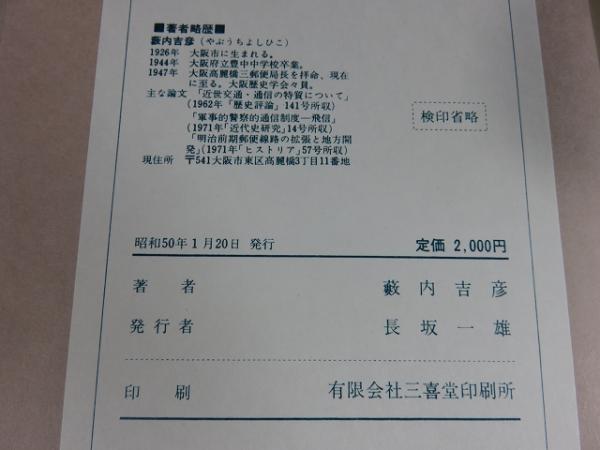 ■著者略歴■
藪内吉彦(やぶうちよしひこ)
1926年 大阪市に生まれる。
1944年 大阪府立豊中中学校卒業。
1947年 大阪高麗橋三郵便局長を拝命、現在
に至る。大阪歴史学会々員。
主な論文 「近世交通・通信の特質について」
(1962年「歴史評論」141号所収)
「軍事的警察的通信制度―飛信」
(1971年「近代史研究」14号所収)
「明治前期郵便線路の拡張と地方開
発」(1971年「ヒストリア」57号所収)
現住所 〒541大阪市東区高麗橋3丁目11番地
検印省略
昭和50年1月20日 発行 定価 2,000円
著者 藪内吉彦
発行者 長坂一雄
印刷 有限会社三喜堂印刷所